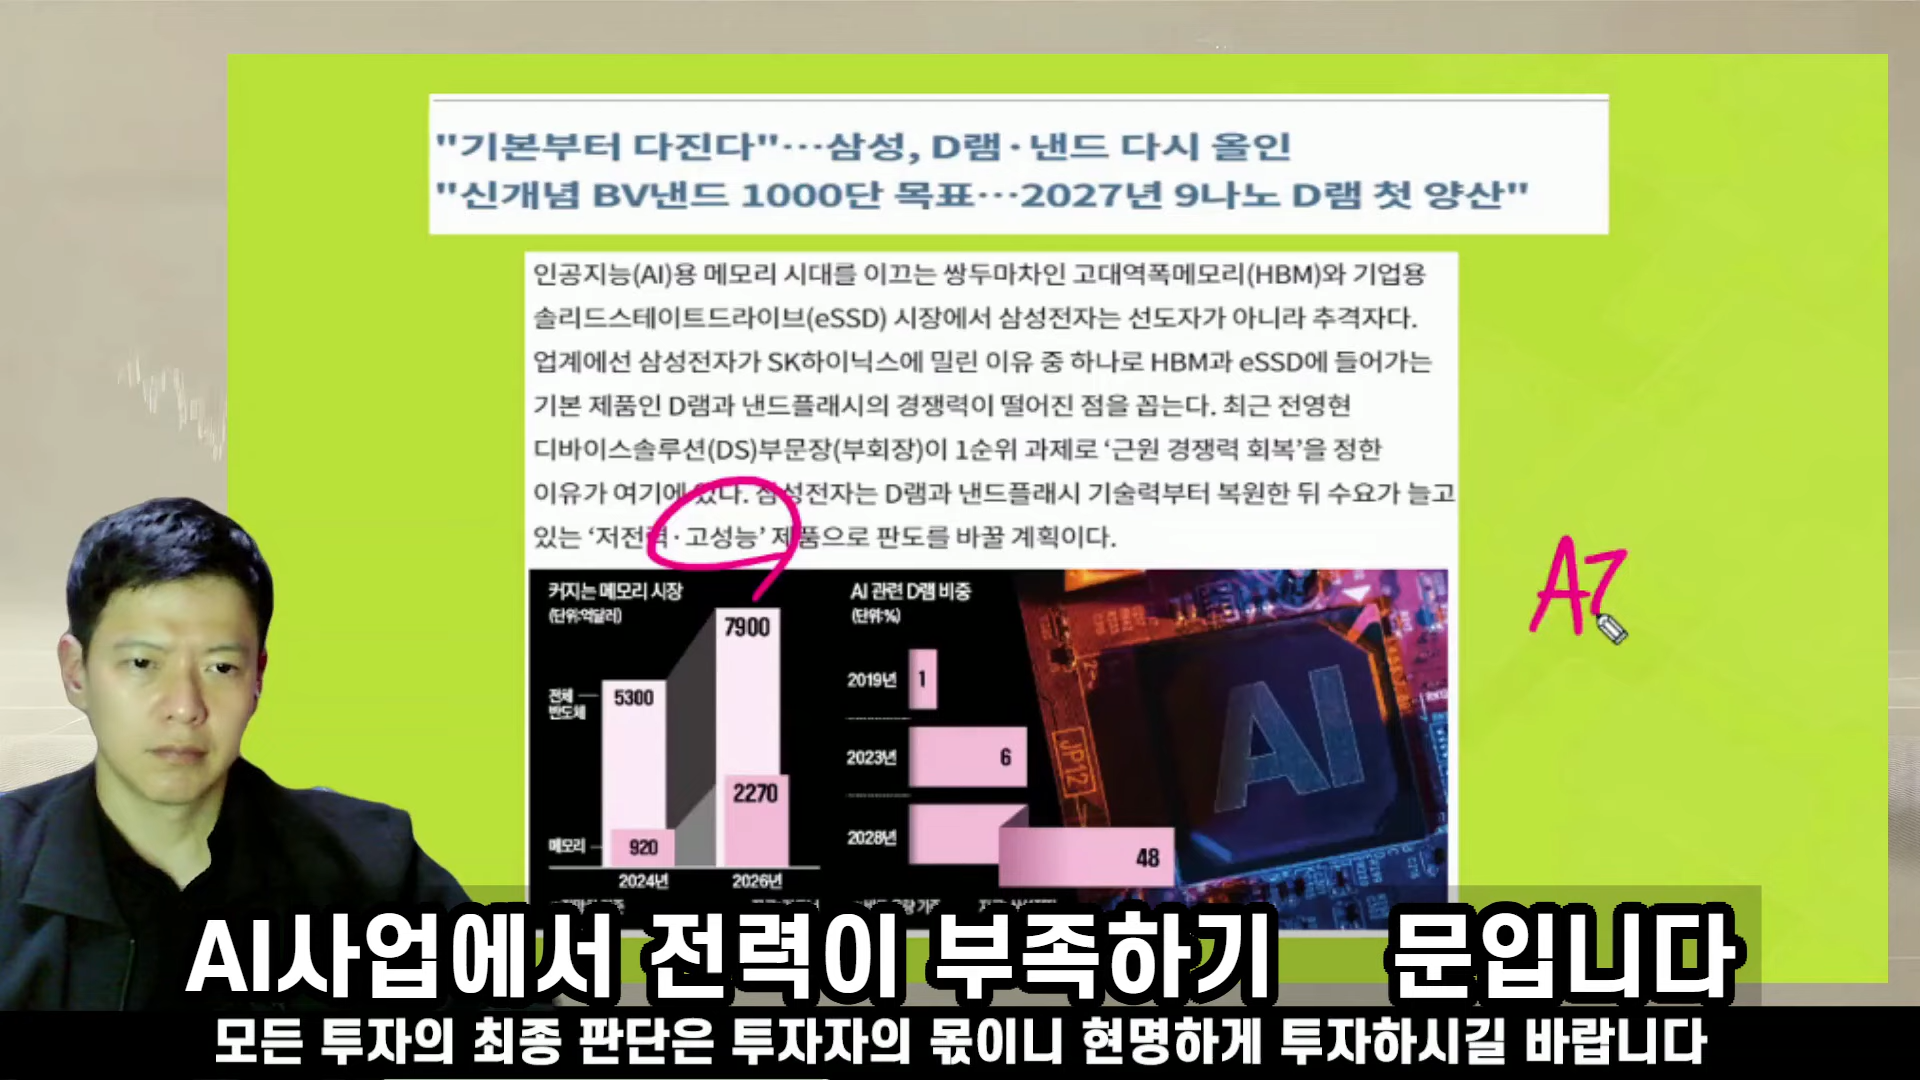 "기본부터 다진다"…삼성, D램·낸드 다시 올인
"신개념 BV낸드 1000단 목표…2027년 9나노 D램 첫 양산"
인공지능(AI)용 메모리 시대를 이끄는 쌍두마차인 고대역폭메모리(HBM)와 기업용
솔리드스테이트드라이브(eSSD) 시장에서 삼성전자는 선도자가 아니라 추격자다.
업계에선 삼성전자가 SK하이닉스에 밀린 이유 중 하나로 HBM과 eSSD에 들어가는
기본 제품인 D램과 낸드플래시의 경쟁력이 떨어진 점을 꼽는다. 최근 전영현
디바이스솔루션(DS)부문장(부회장)이 1순위 과제로 ‘근원 경쟁력 회복’을 정한
이유가 여기에 있다. 삼성전자는 D램과 낸드플래시 기술력부터 복원한 뒤 수요가 늘고
있는 ‘저전력·고성능’ 제품으로 판도를 바꿀 계획이다.
커지는 메모리 시장
(단위:억달러)
전체
반도체
5300
7900
메모리
920
2270
2024년
2026년
AI 관련 D램 비중
(단위:%)
2019년
1
2023년
6
2028년
48
JP12
AI
AI사업에서 전력이 부족하기 문입니다
모든 투자의 최종 판단은 투자자의 몫이니 현명하게 투자하시길 바랍니다